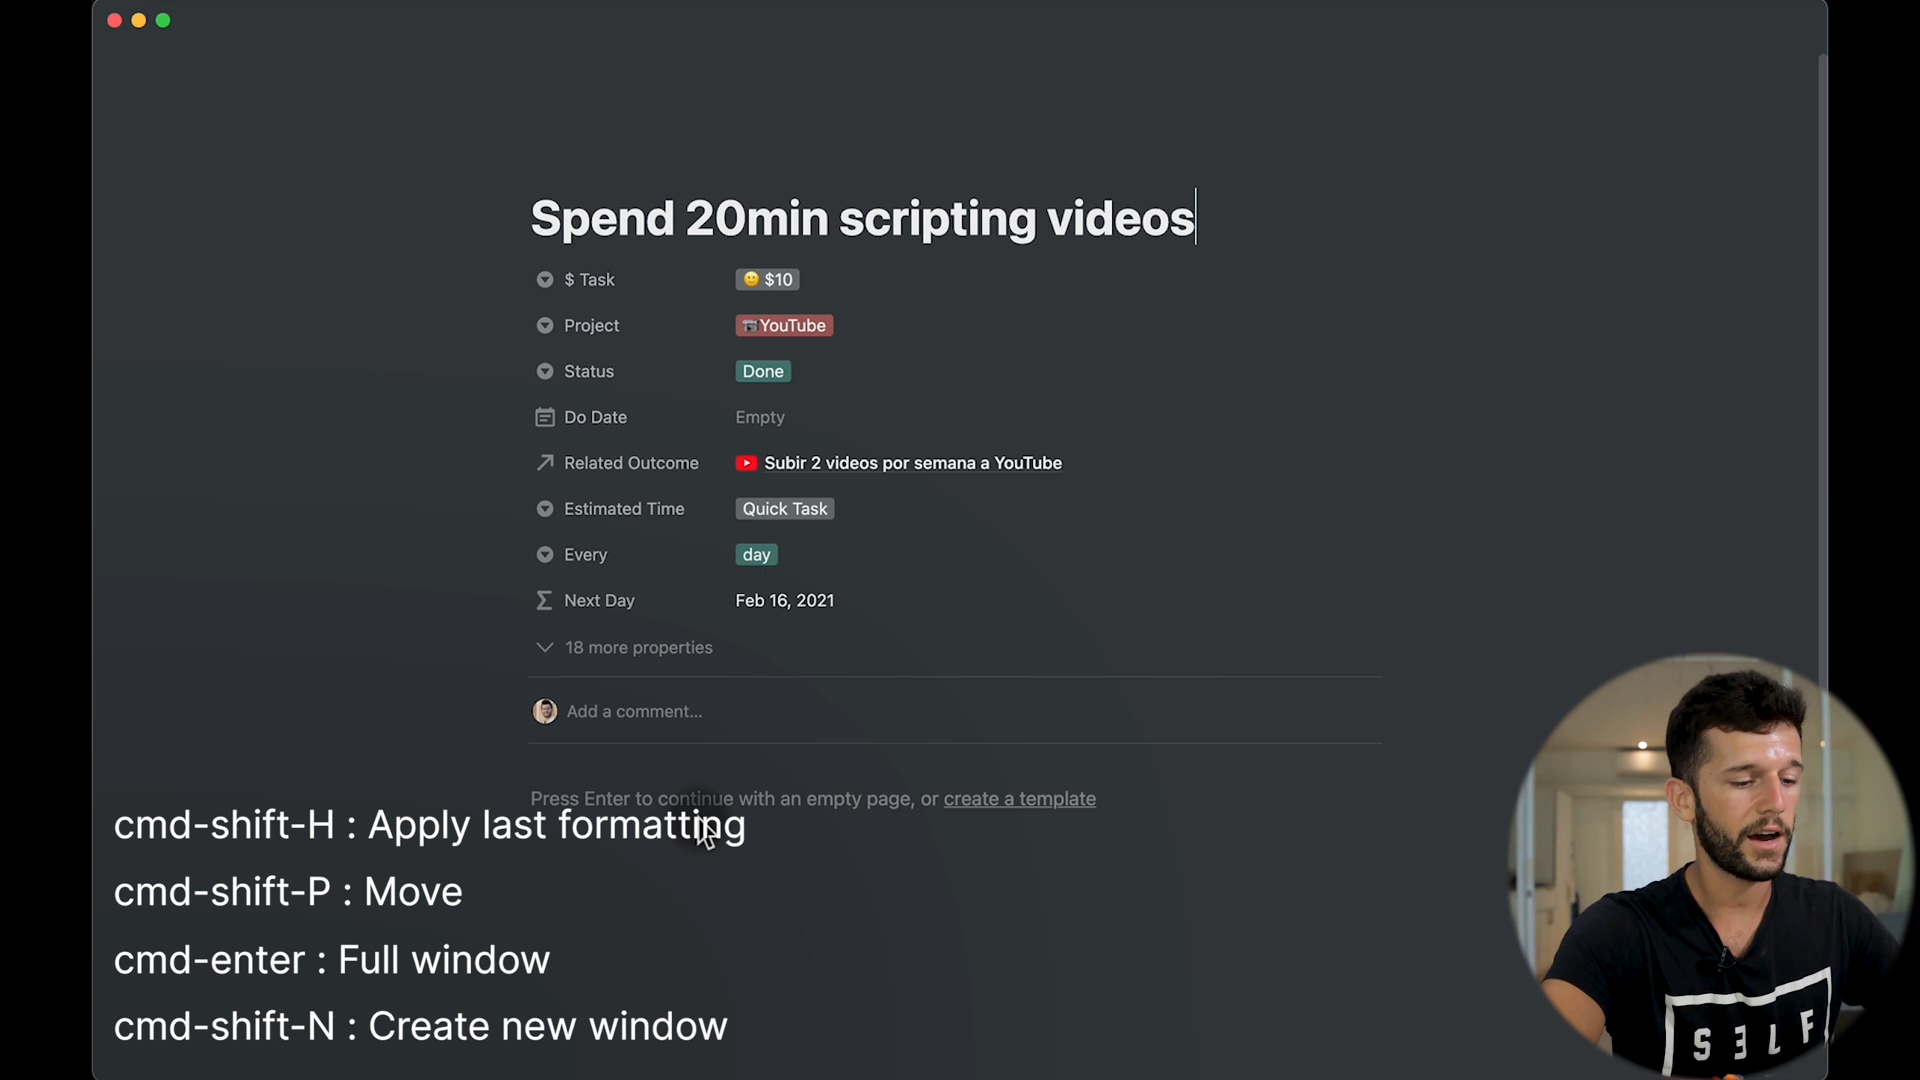 Spend 20min scripting videos
$ Task 🙂 $10
Project 📹YouTube
Status Done
Do Date Empty
Related Outcome Subir 2 videos por semana a YouTube
Estimated Time Quick Task
Every day
Next Day Feb 16, 2021
18 more properties
Add a comment...
Press Enter to continue with an empty page, or create a template
cmd-shift-H : Apply last formatting
cmd-shift-P : Move
cmd-enter : Full window
cmd-shift-N : Create new window
SELF